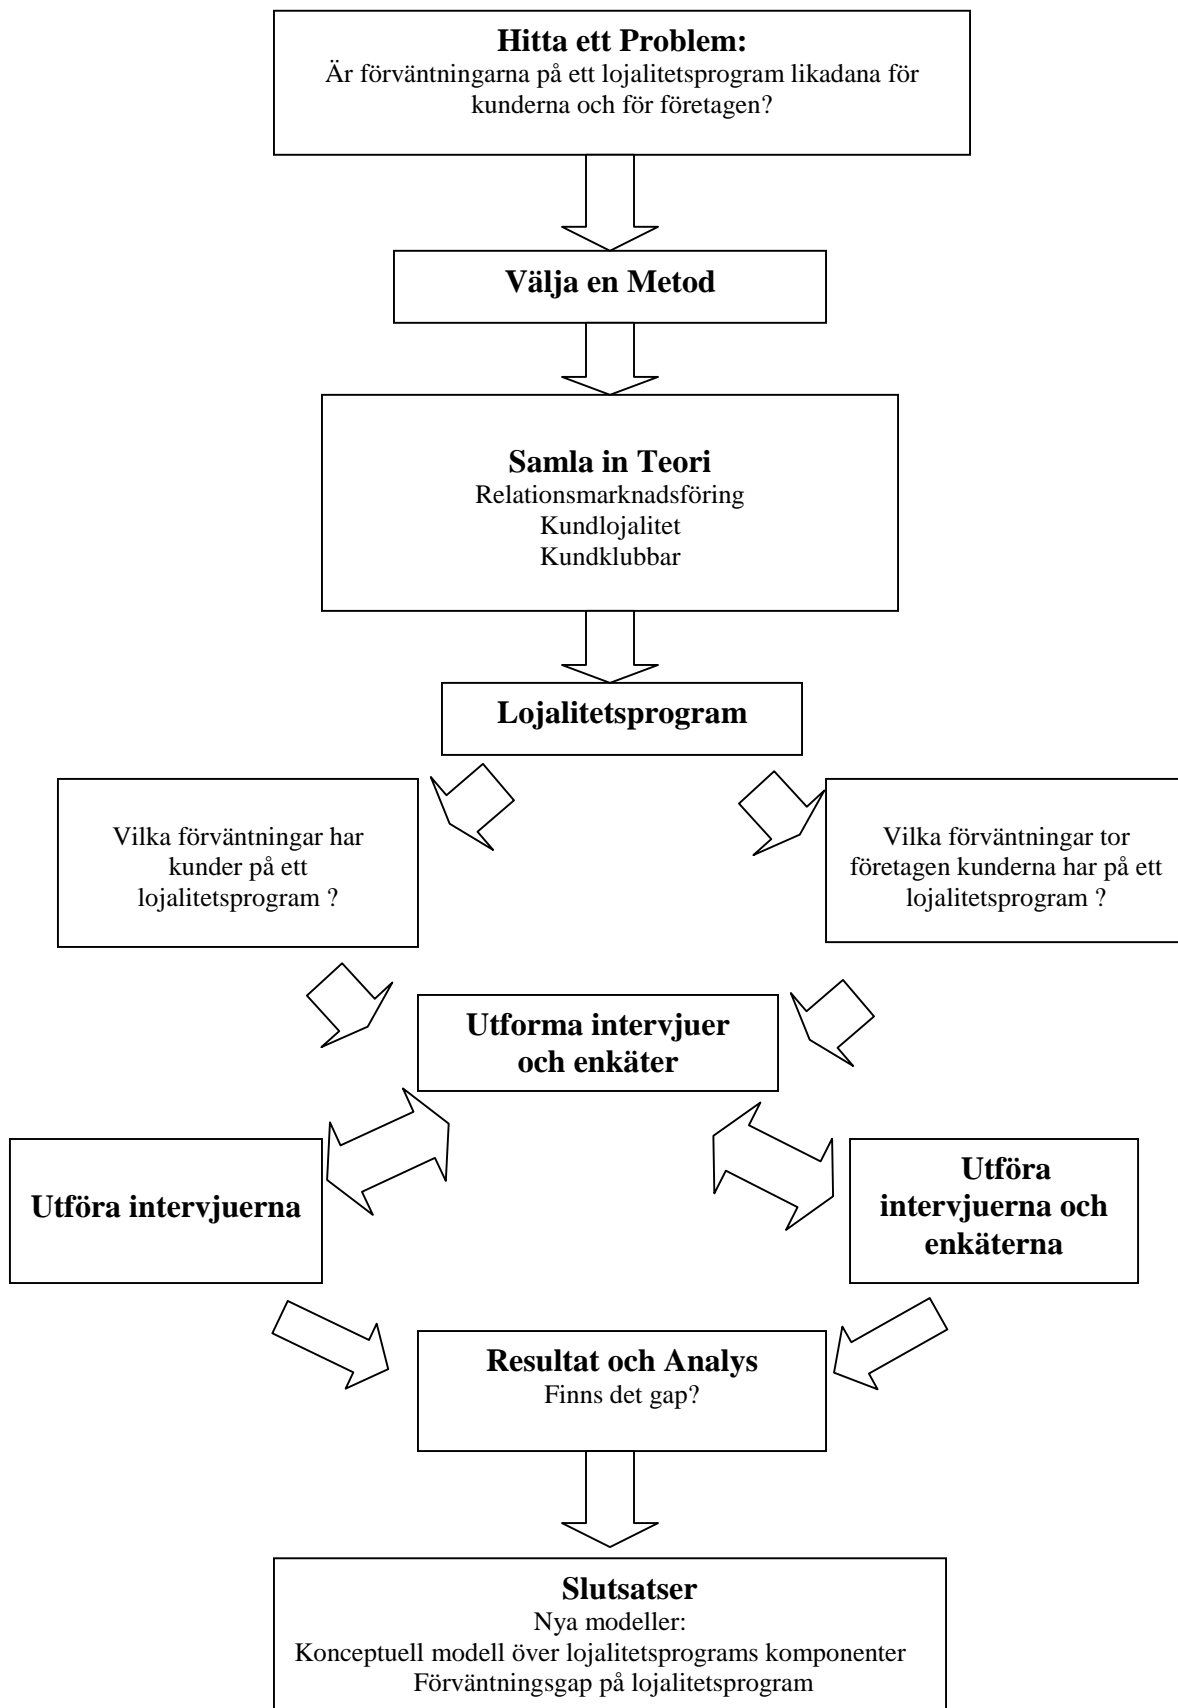 Hitta ett Problem:
Är förväntningarna på ett lojalitetsprogram likadana för
kunderna och för företagen?
Välja en Metod
Samla in Teori
Relationsmarknadsföring
Kundlojalitet
Kundklubbar
Lojalitetsprogram
Vilka förväntningar har
kunder på ett
lojalitetsprogram ?
Vilka förväntningar tor
företagen kunderna har på ett
lojalitetsprogram ?
Utforma intervjuer
och enkäter
Utföra intervjuerna
Utföra
intervjuerna och
enkäterna
Resultat och Analys
Finns det gap?
Slutsatser
Nya modeller:
Konceptuell modell över lojalitetsprograms komponenter
Förväntningsgap på lojalitetsprogram